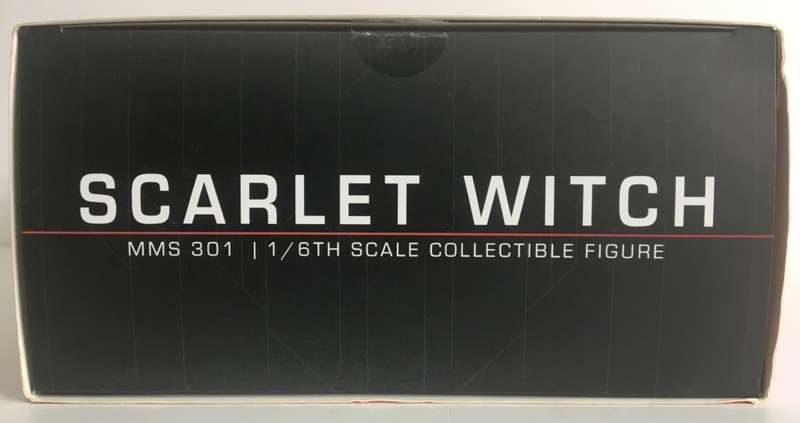 SCARLET WITCH
MMS 301 | 1/6TH SCALE COLLECTIBLE FIGURE